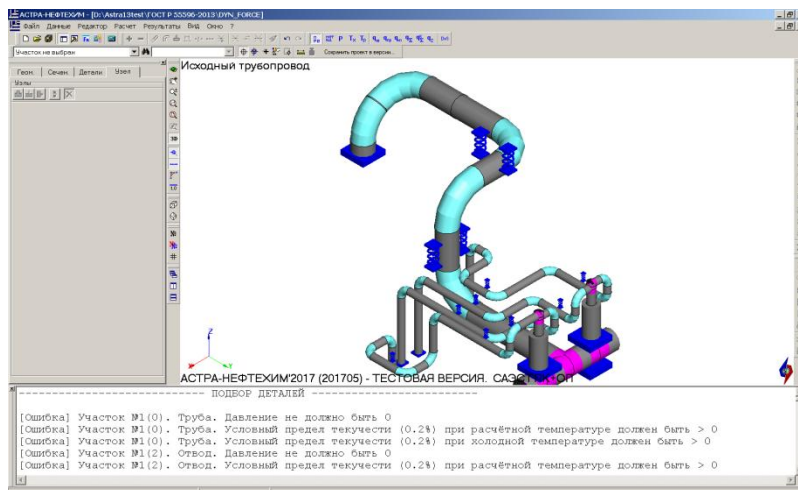 АСТРА-НЕФТЕХИМ - [D:\Astra13test\ГОСТ Р 55596-2013\DYN_FORCE]
Файл Данные Редактор Расчет Результаты Вид Окно ?
Сохранить проект в версии..
Участок не выбран
Геом. Сечен. Детали Узел
Узлы
Исходный трубопровод
Z
X Y
АСТРА-НЕФТЕХИМ'2017 (201705) - ТЕСТОВАЯ ВЕРСИЯ.
ПОДБОР ДЕТАЛЕЙ
[Ошибка] Участок №1(0). Труба. Давление не должно быть 0
[Ошибка] Участок №1(0). Труба. Условный предел текучести (0.2%) при расчётной температуре должен быть > 0
[Ошибка] Участок №1(0). Труба. Условный предел текучести (0.2%) при холодной температуре должен быть > 0
[Ошибка] Участок №1(2). Отвод. Давление не должно быть 0
[Ошибка] Участок №1(2). Отвод. Условный предел текучести (0.2%) при расчётной температуре должен быть > 0